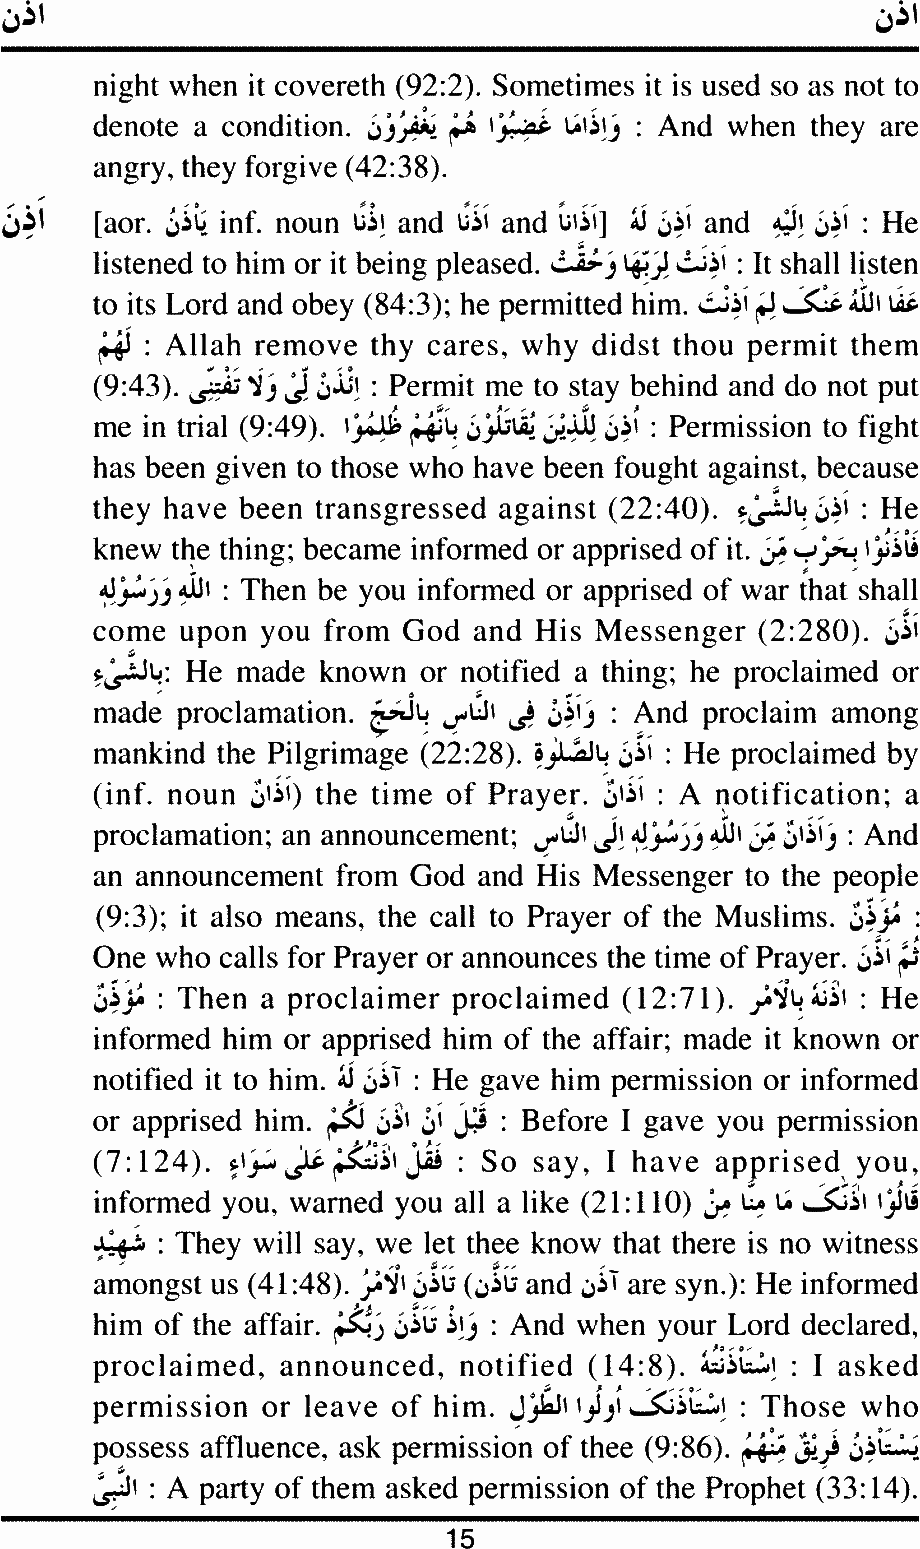 اذن اذن
night when it covereth (92:2). Sometimes it is used so as not to
denote a condition. وَاِذَامَا غَضِبُوْا هُمْ يَغْفِرُوْنَ : And when they are
angry, they forgive (42:38).
اَذِنَ [aor. يَأْذَنُ inf. noun اِذْنًا and اَذَنًا and اَذَاناً] اَذِنَ لَهٗ and اَذِنَ اِلَيْهِ : He
listened to him or it being pleased. اَذِنَتْ لِرَبِّهَا وَحُقَّتْ : It shall listen
to its Lord and obey (84:3); he permitted him. عَفَا اللّٰهُ عَنْكَ لِمَ اَذِنْتَ
لَهُمْ : Allah remove thy cares, why didst thou permit them
(9:43). اِئْذَنْ لِّىْ وَلَا تَفْتِنِّى : Permit me to stay behind and do not put
me in trial (9:49). اُذِنَ لِلَّذِيْنَ يُقَاتَلُوْنَ بِاَنَّهُمْ ظُلِمُوْا : Permission to fight
has been given to those who have been fought against, because
they have been transgressed against (22:40). اَذِنَ بِالشَّىْءِ : He
knew the thing; became informed or apprised of it. فَاْذَنُوْا بِحَرْبٍ مِّنَ
اللّٰهِ وَرَسُوْلِهٖ : Then be you informed or apprised of war that shall
come upon you from God and His Messenger (2:280). اَذَّنَ
بِالشَّىْءِ: He made known or notified a thing; he proclaimed or
made proclamation. وَاَذِّنْ فِى النَّاسِ بِالْحَجِّ : And proclaim among
mankind the Pilgrimage (22:28). اَذَّنَ بِالصَّلٰوةِ : He proclaimed by
(inf. noun اَذَانٌ) the time of Prayer. اَذَانٌ : A notification; a
proclamation; an announcement; وَاَذَانٌ مِّنَ اللّٰهِ وَرَسُوْلِهٖ اِلَى النَّاسِ : And
an announcement from God and His Messenger to the people
(9:3); it also means, the call to Prayer of the Muslims. مُؤَذِّنٌ :
One who calls for Prayer or announces the time of Prayer. ثُمَّ اَذَّنَ
مُؤَذِّنٌ : Then a proclaimer proclaimed (12:71). اٰذَنَهٗ بِالْاَمْرِ : He
informed him or apprised him of the affair; made it known or
notified it to him. آذَنَ لَهٗ : He gave him permission or informed
or apprised him. قَبْلَ اَنْ اٰذَنَ لَكُمْ : Before I gave you permission
(7:124). فَقُلْ اٰذَنْتُكُمْ عَلٰى سَوَاءٍ : So say, I have apprised you,
informed you, warned you all a like (21:110) قَالُوْا اٰذَنّٰكَ مَا مِنَّا مِنْ
شَهِيْدٍ : They will say, we let thee know that there is no witness
amongst us (41:48). تَاَذَّنَ الْاَمْرُ (تَاَذَّنَ and آذَنَ are syn.): He informed
him of the affair. وَاِذْ تَاَذَّنَ رَبُّكُمْ : And when your Lord declared,
proclaimed, announced, notified (14:8). اِسْتَأْذَنْتُهٗ : I asked
permission or leave of him. اِسْتَاْذَنَكَ اُولُوا الطَّوْلِ : Those who
possess affluence, ask permission of thee (9:86). يَسْتَاْذِنُ فَرِيْقٌ مِّنْهُمُ
النَّبِىَّ : A party of them asked permission of the Prophet (33:14).
15